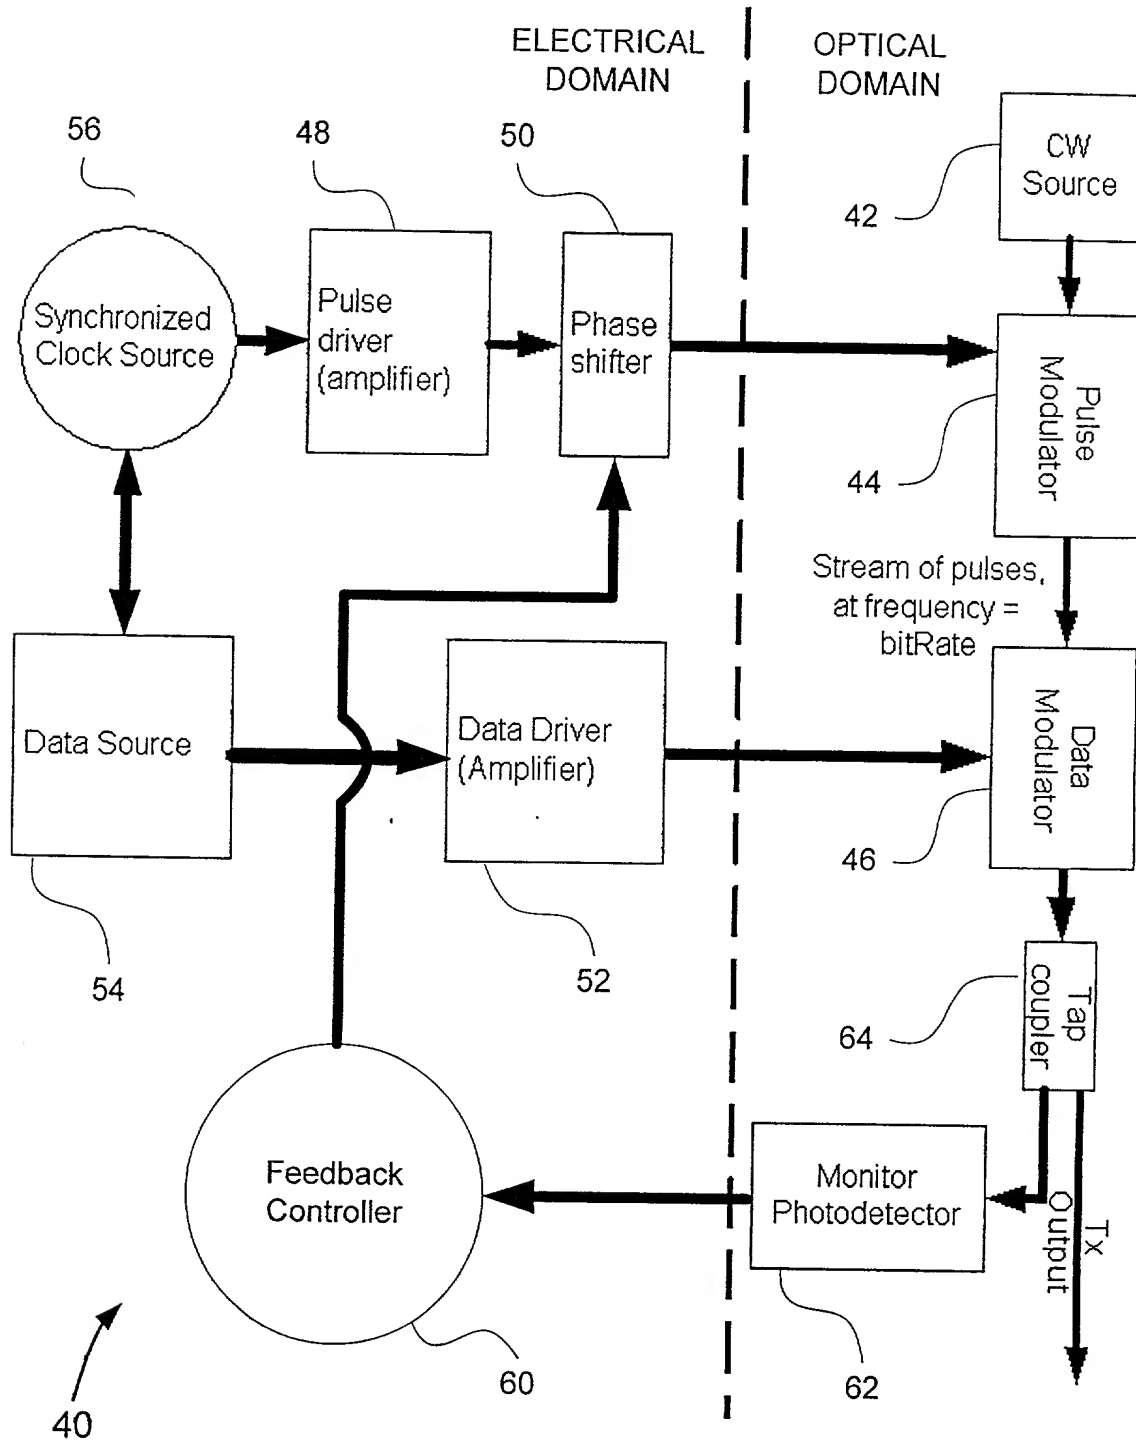 ELECTRICAL
DOMAIN
OPTICAL
DOMAIN
56
48
50
42
CW
Source
Synchronized
Clock Source
Pulse
driver
(amplifier)
Phase
shifter
Pulse
Modulator
44
Stream of pulses,
at frequency =
bitRate
Data Source
Data Driver
(Amplifier)
Data
Modulator
46
54
52
64
Tap
coupler
Feedback
Controller
Monitor
Photodetector
Tx
Output
60
62
40